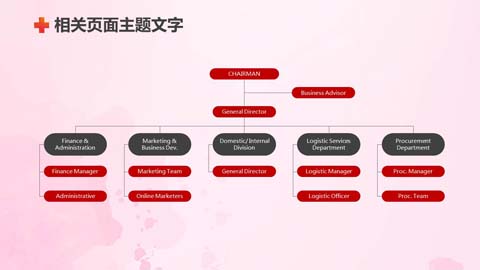 相关页面主题文字
CHAIRMAN
Business Advisor
General Director
Finance &
Administration
Marketing &
Business Dev.
Domestic/ Internal
Division
Logistic Services
Department
Procurement
Department
Finance Manager
Marketing Team
General Director
Logistic Manager
Proc. Manager
Administrative
Online Marketers
Logistic Officer
Proc. Team